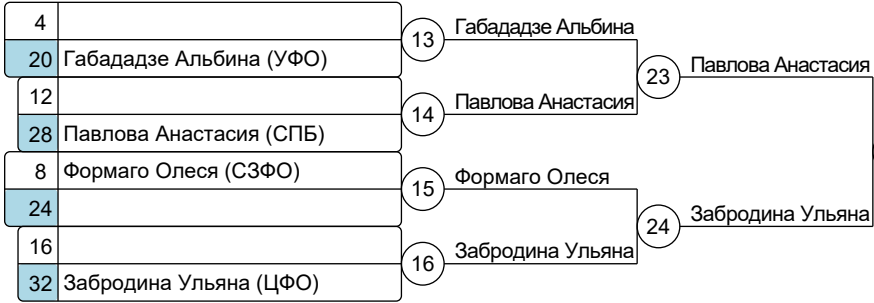 4
13
Габададзе Альбина
20 Габададзе Альбина (УФО)
23
Павлова Анастасия
12
14
Павлова Анастасия
28 Павлова Анастасия (СПБ)
8 Формаго Олеся (СЗФО)
15
Формаго Олеся
24
24
Забродина Ульяна
16
16
Забродина Ульяна
32 Забродина Ульяна (ЦФО)